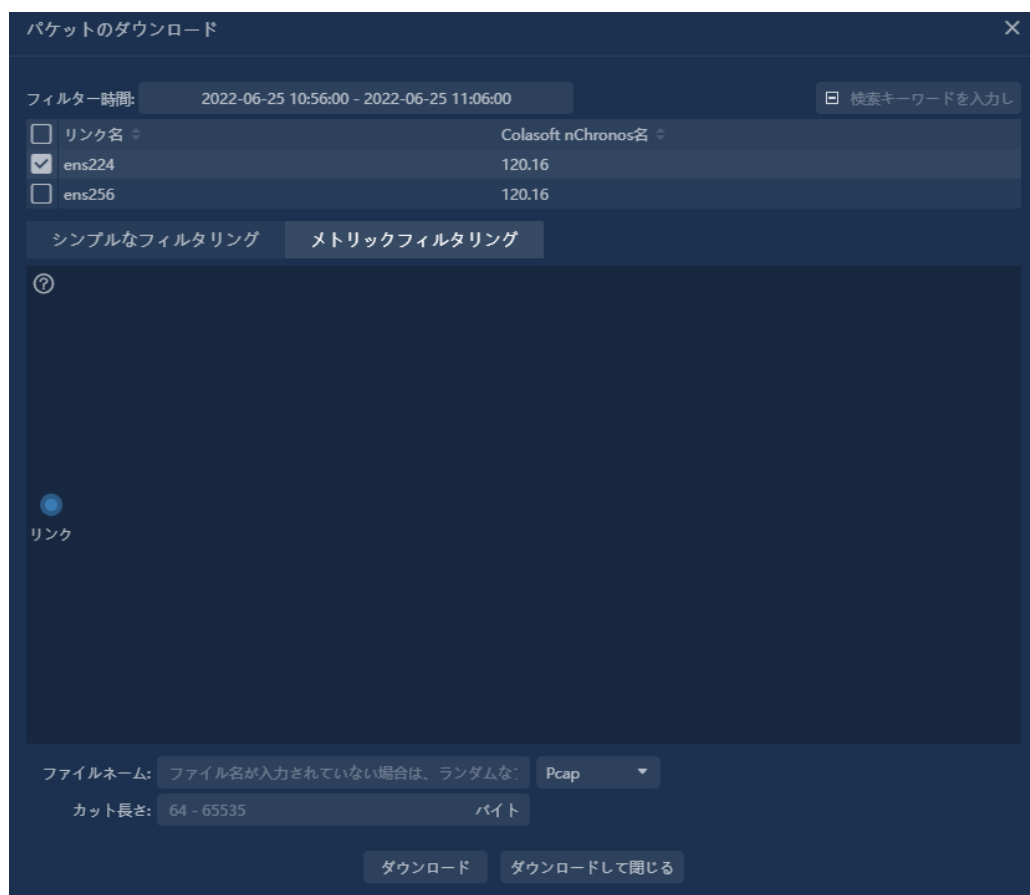 パケットのダウンロード
フィルター時間: 2022-06-25 10:56:00 - 2022-06-25 11:06:00 検索キーワードを入力し
リンク名 Colasoft nChronos名
ens224 120.16
ens256 120.16
シンプルなフィルタリング メトリックフィルタリング
リンク
ファイルネーム: ファイル名が入力されていない場合は、ランダムな Pcap
カット長さ: 64 - 65535 バイト
ダウンロード ダウンロードして閉じる